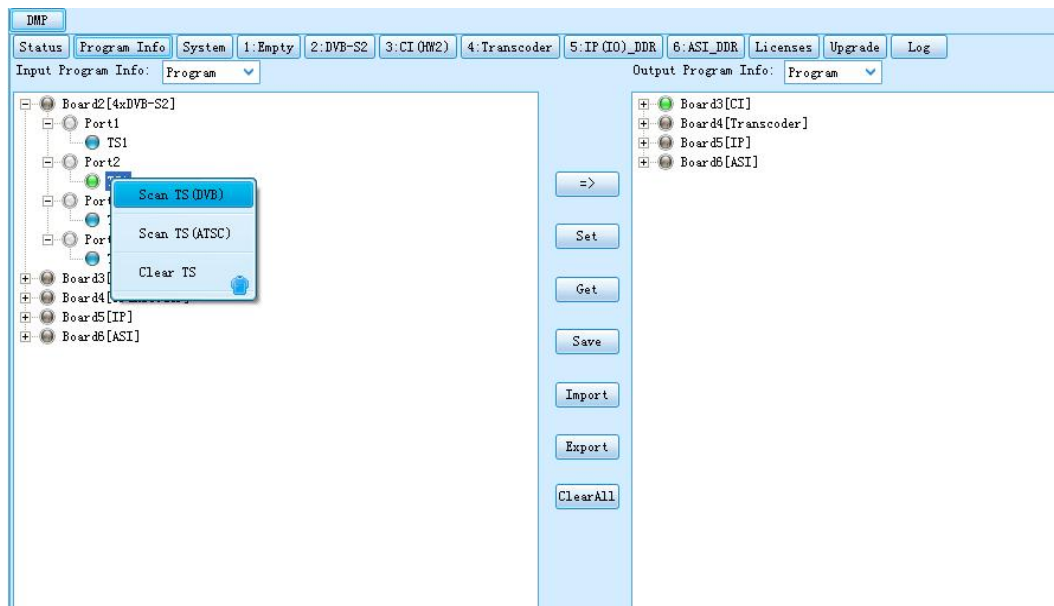 DMP
Status Program Info System 1:Empty 2:DVB-S2 3:CI(HW2) 4:Transcoder 5:IP(IO)_DDR 6:ASI_DDR Licenses Upgrade Log
Input Program Info: Program
Output Program Info: Program
Board2[4xDVB-S2]
Port1
TS1
Port2
Scan TS(DVB)
Scan TS(ATSC)
Clear TS
Board5[IP]
Board6[ASI]
=>
Set
Get
Save
Import
Export
ClearAll
Board3[CI]
Board4[Transcoder]
Board5[IP]
Board6[ASI]